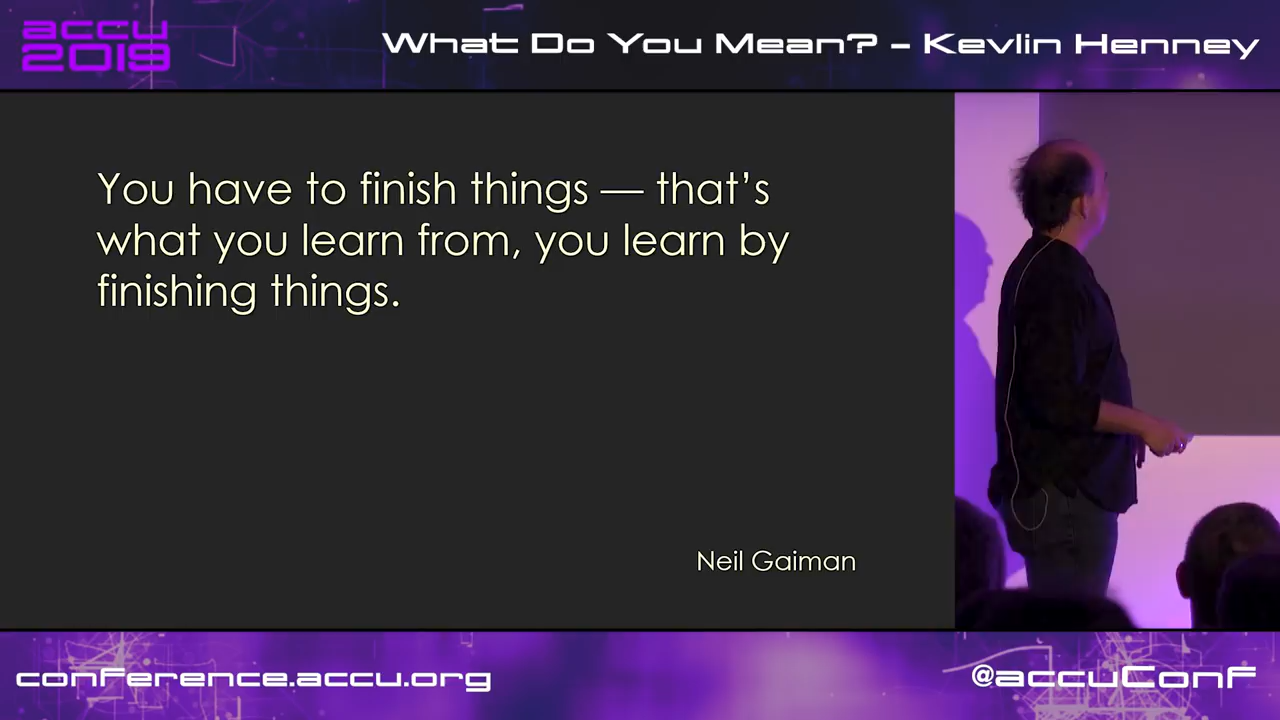 accu
2019
What Do You Mean? – Kevlin Henney
You have to finish things — that’s
what you learn from, you learn by
finishing things.
Neil Gaiman
conference.accu.org
@accuConf